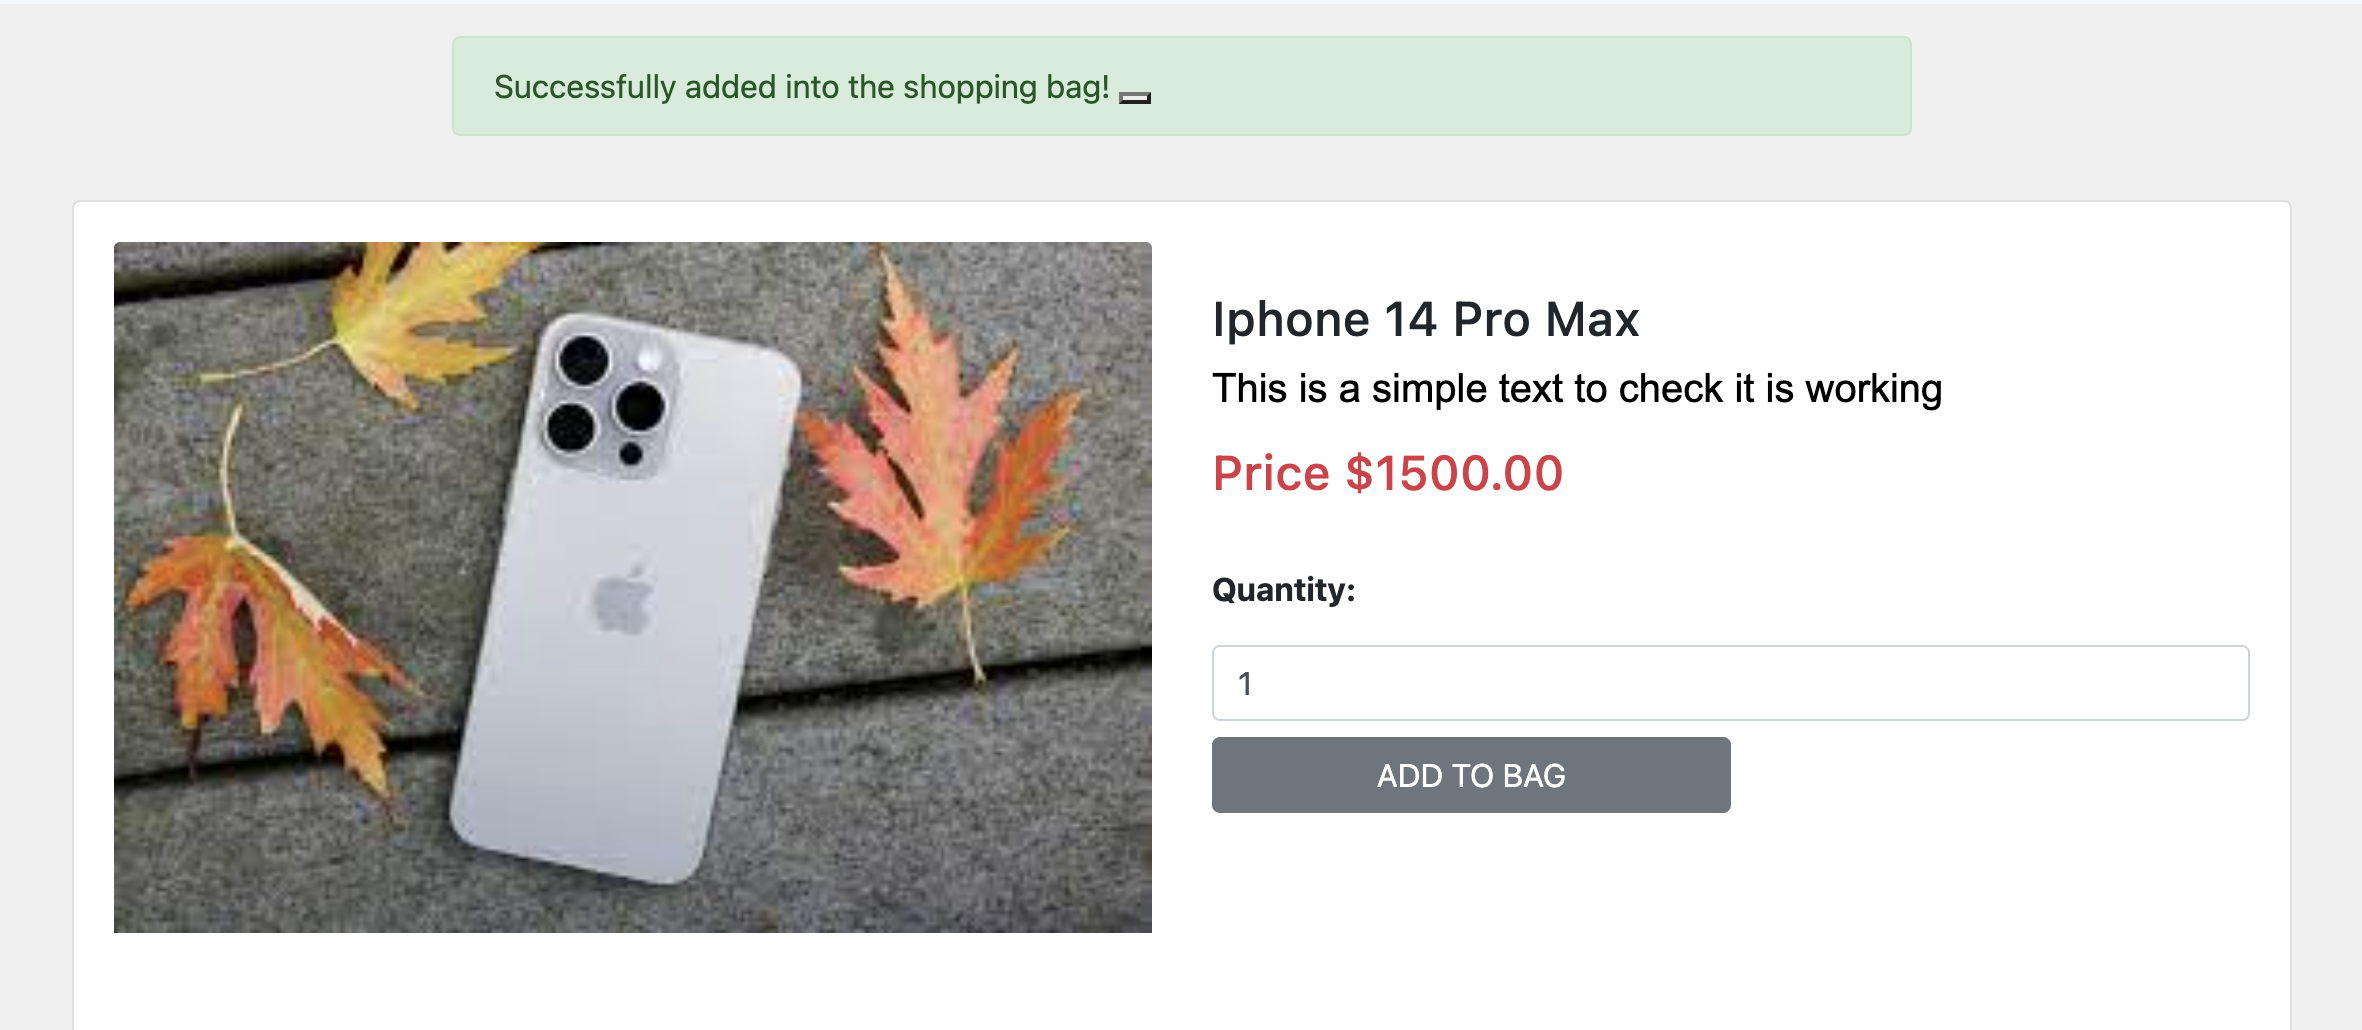 Successfully added into the shopping bag!
Iphone 14 Pro Max
This is a simple text to check it is working
Price $1500.00
Quantity:
1
ADD TO BAG